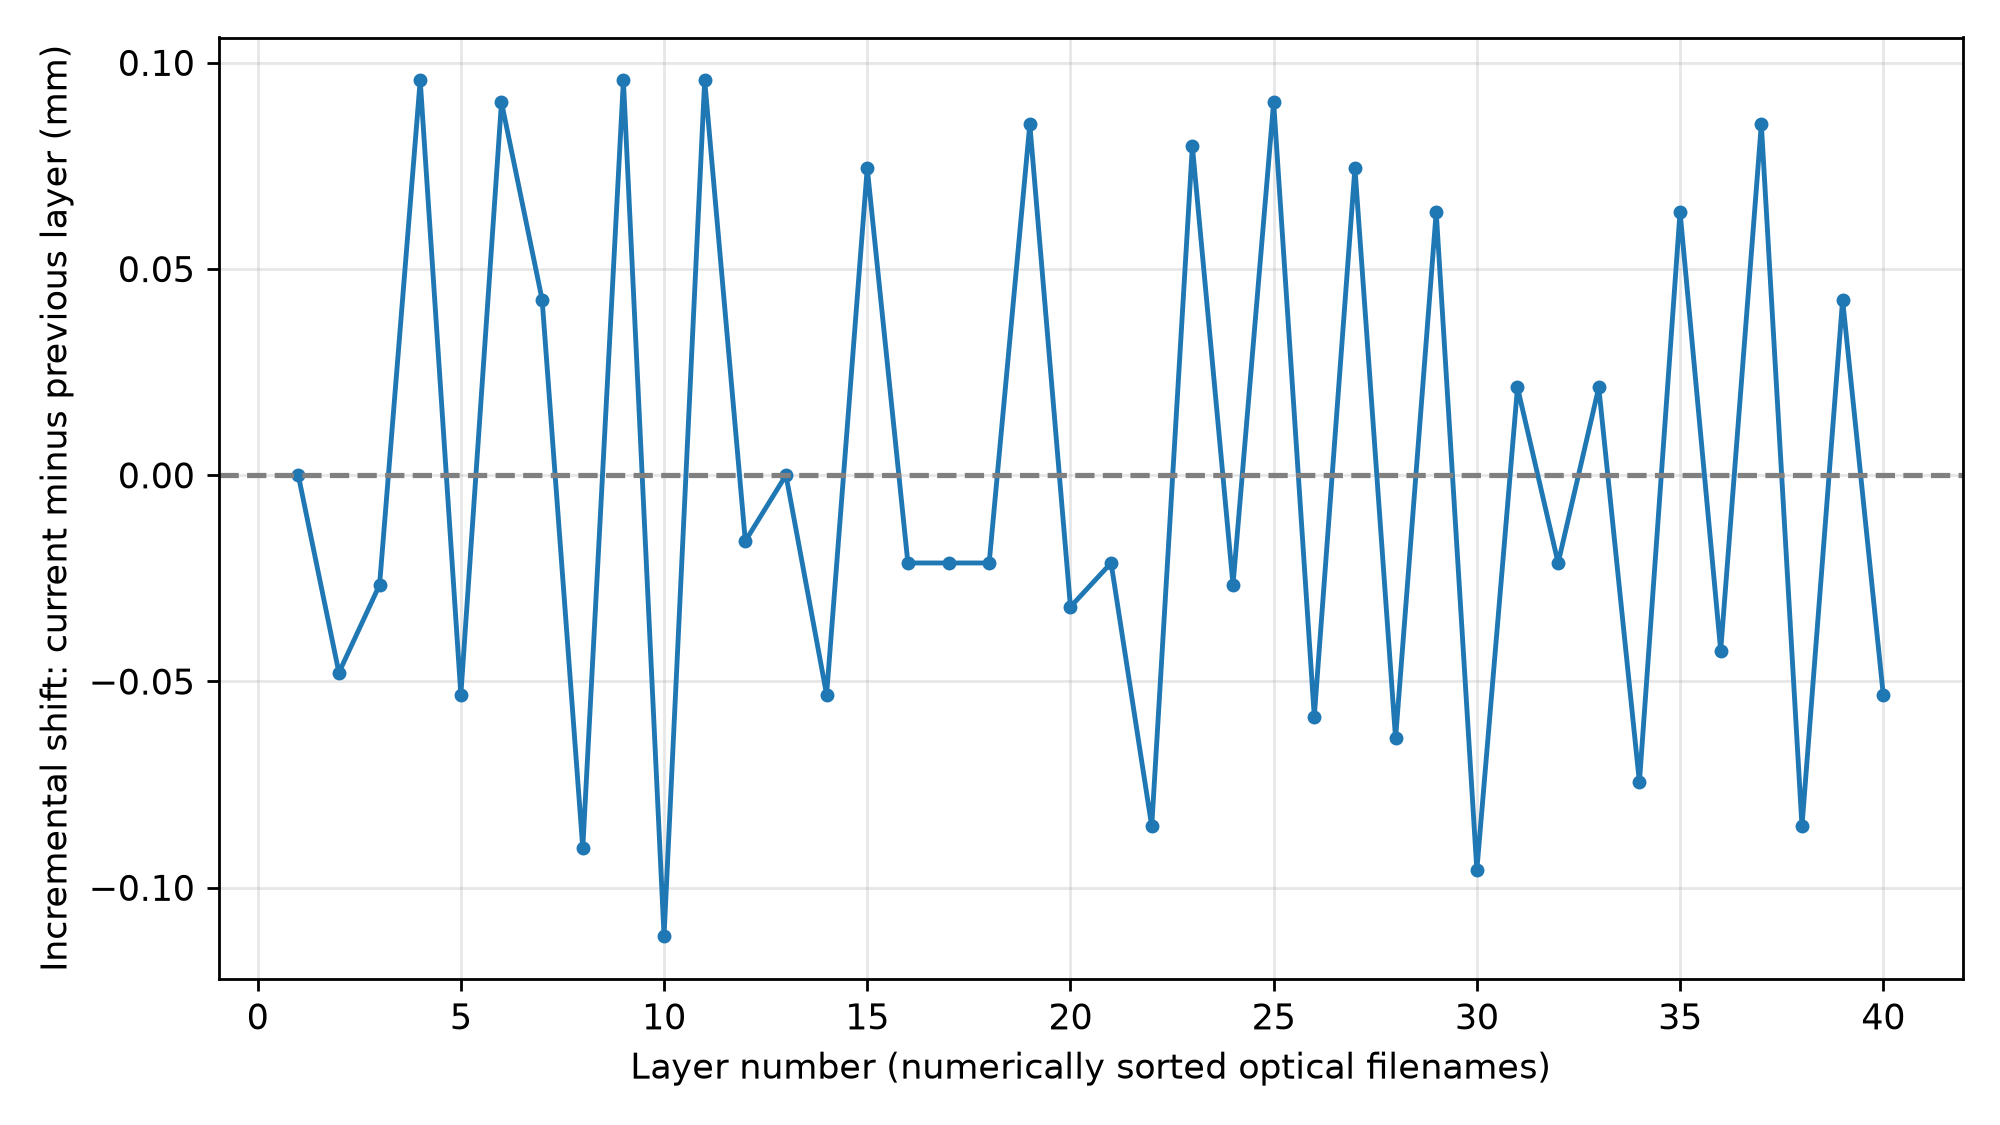 Incremental shift: current minus previous layer (mm)
0.10
0.05
0.00
−0.05
−0.10
0 5 10 15 20 25 30 35 40
Layer number (numerically sorted optical filenames)